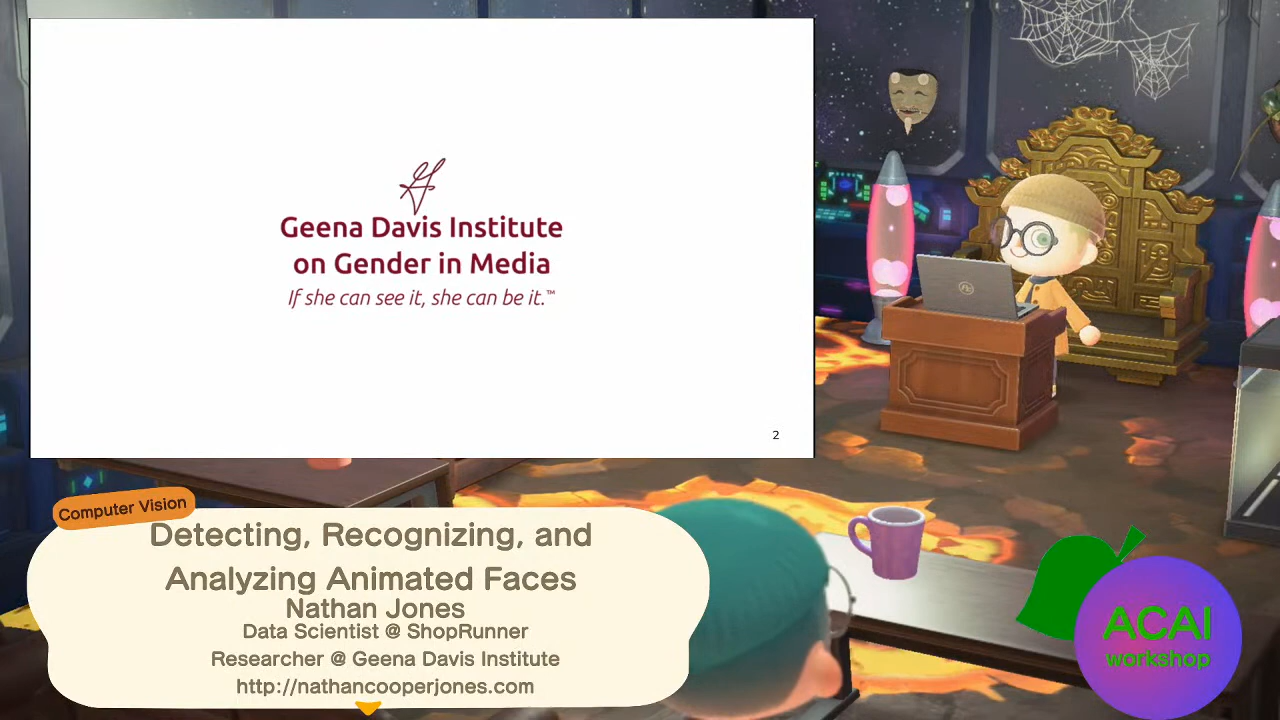 Geena Davis Institute
on Gender in Media
If she can see it, she can be it.™
2
Computer Vision
Detecting, Recognizing, and
Analyzing Animated Faces
Nathan Jones
Data Scientist @ ShopRunner
Researcher @ Geena Davis Institute
http://nathancooperjones.com
ACAI
workshop